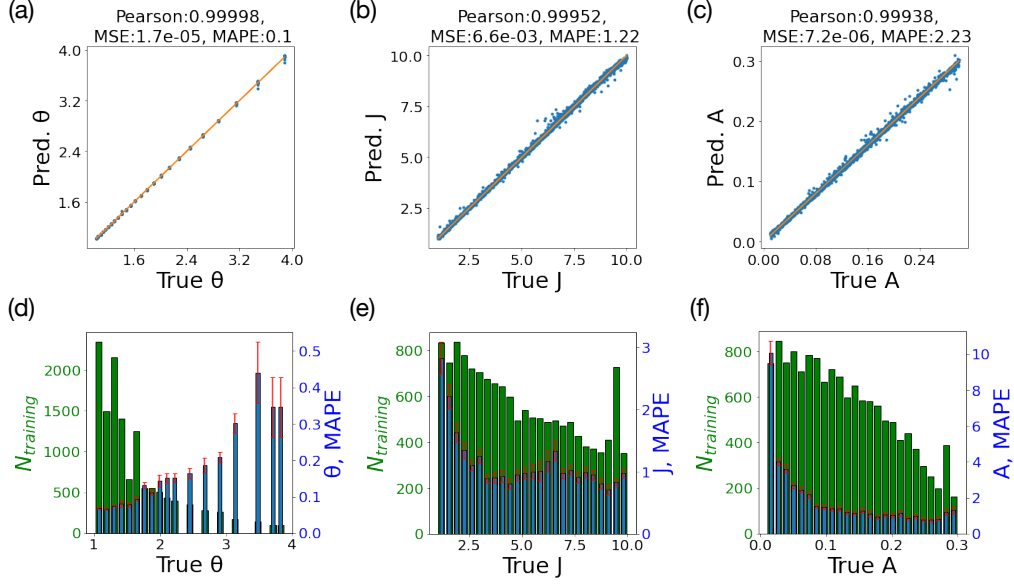 (a)
Pearson:0.99998,
MSE:1.7e-05, MAPE:0.1
4.0
3.2
2.4
1.6
Pred. θ
1.6 2.4 3.2 4.0
True θ
(b)
Pearson:0.99952,
MSE:6.6e-03, MAPE:1.22
10.0
7.5
5.0
2.5
Pred. J
2.5 5.0 7.5 10.0
True J
(c)
Pearson:0.99938,
MSE:7.2e-06, MAPE:2.23
0.3
0.2
0.1
0.0
Pred. A
0.00 0.08 0.16 0.24
True A
(d)
2000
1500
1000
500
0
N_training
0.5
0.4
0.3
0.2
0.1
0.0
θ, MAPE
1 2 3 4
True θ
(e)
800
600
400
200
0
N_training
3
2
1
0
J, MAPE
2.5 5.0 7.5 10.0
True J
(f)
800
600
400
200
0
N_training
10
8
6
4
2
0
A, MAPE
0.0 0.1 0.2 0.3
True A